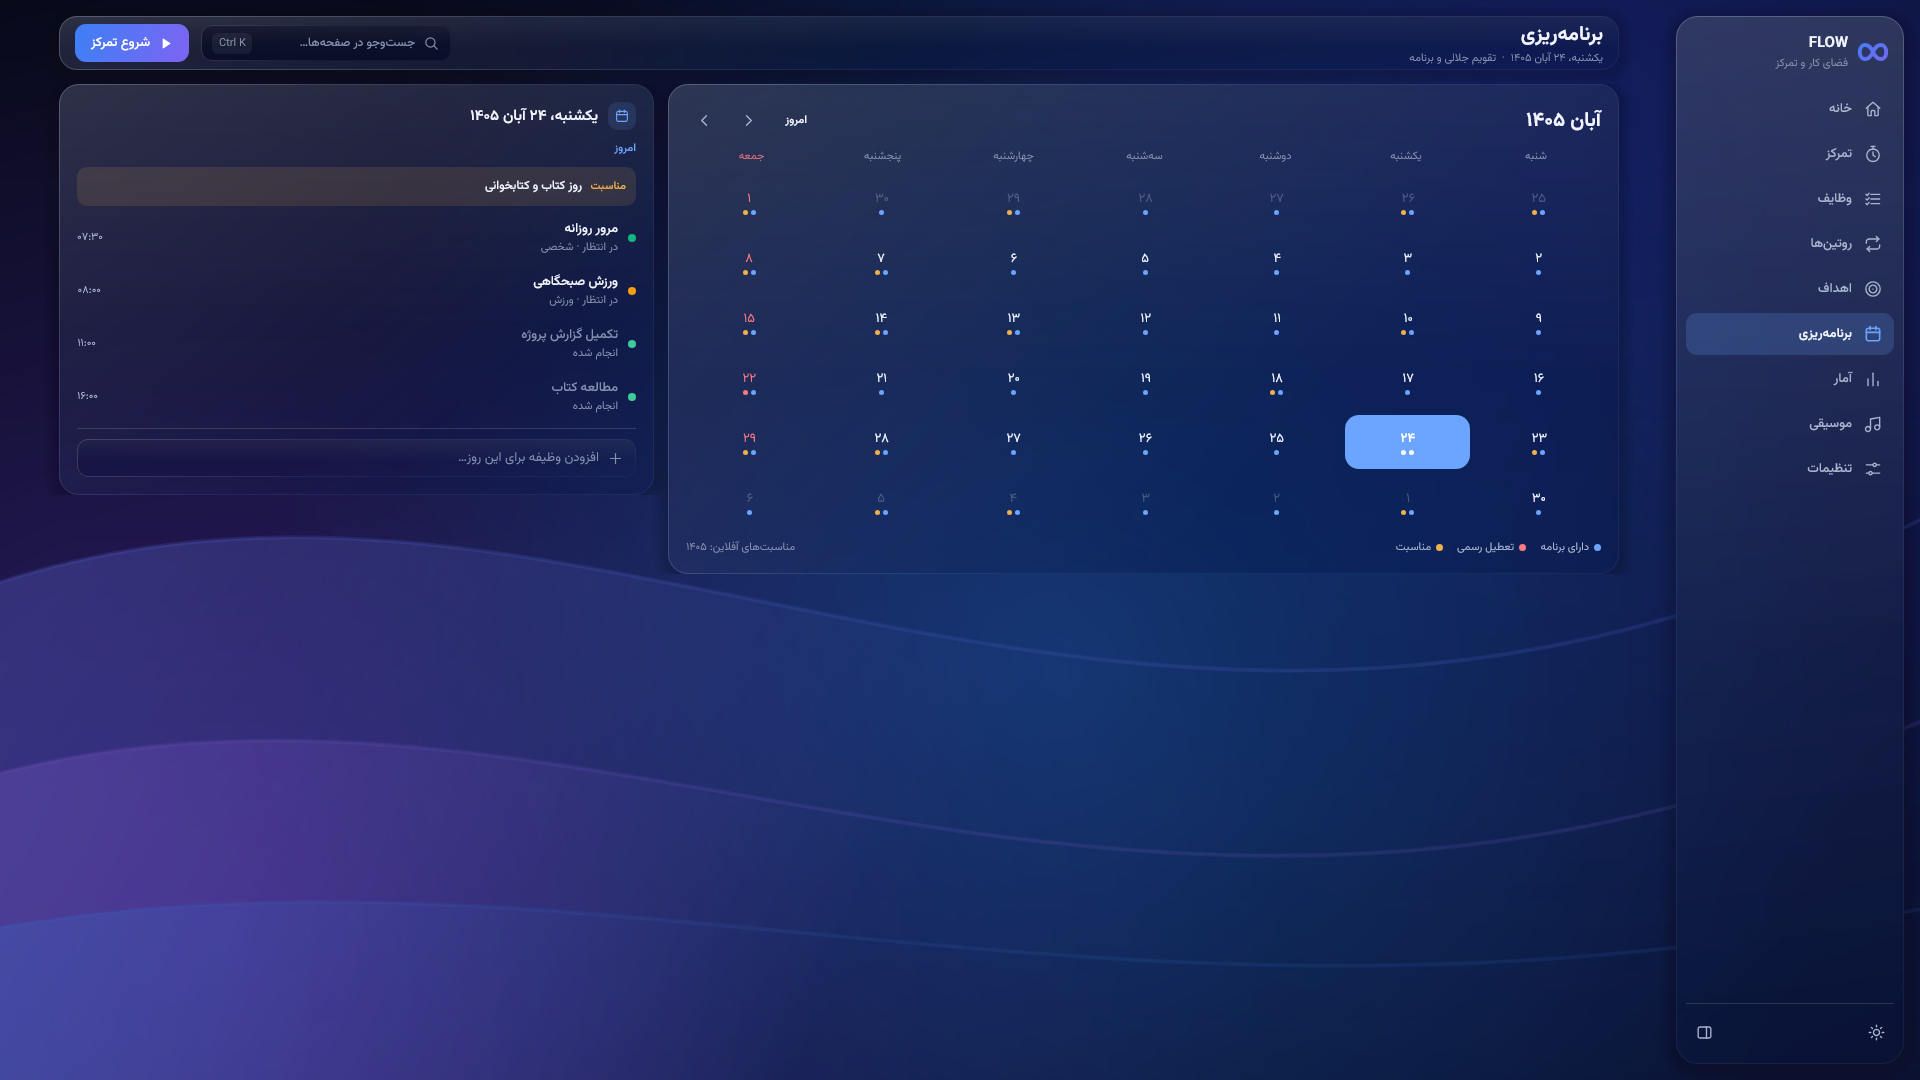 FLOW
فضای کار و تمرکز
خانه
تمرکز
وظایف
روتین‌ها
اهداف
برنامه‌ریزی
آمار
موسیقی
تنظیمات
برنامه‌ریزی
یکشنبه، ۲۴ آبان ۱۴۰۵ · تقویم جلالی و برنامه
جست‌وجو در صفحه‌ها... Ctrl K
شروع تمرکز
آبان ۱۴۰۵
امروز
شنبه یکشنبه دوشنبه سه‌شنبه چهارشنبه پنجشنبه جمعه
۲۵ ۲۶ ۲۷ ۲۸ ۲۹ ۳۰ ۱
۲ ۳ ۴ ۵ ۶ ۷ ۸
۹ ۱۰ ۱۱ ۱۲ ۱۳ ۱۴ ۱۵
۱۶ ۱۷ ۱۸ ۱۹ ۲۰ ۲۱ ۲۲
۲۳ ۲۴ ۲۵ ۲۶ ۲۷ ۲۸ ۲۹
۳۰ ۱ ۲ ۳ ۴ ۵ ۶
دارای برنامه تعطیل رسمی مناسبت
مناسبت‌های آفلاین: ۱۴۰۵
یکشنبه، ۲۴ آبان ۱۴۰۵
امروز
مناسبت روز کتاب و کتابخوانی
مرور روزانه ۰۷:۳۰
در انتظار · شخصی
ورزش صبحگاهی ۰۸:۰۰
در انتظار · ورزش
تکمیل گزارش پروژه ۱۱:۰۰
انجام شده
مطالعه کتاب ۱۶:۰۰
انجام شده
افزودن وظیفه برای این روز...